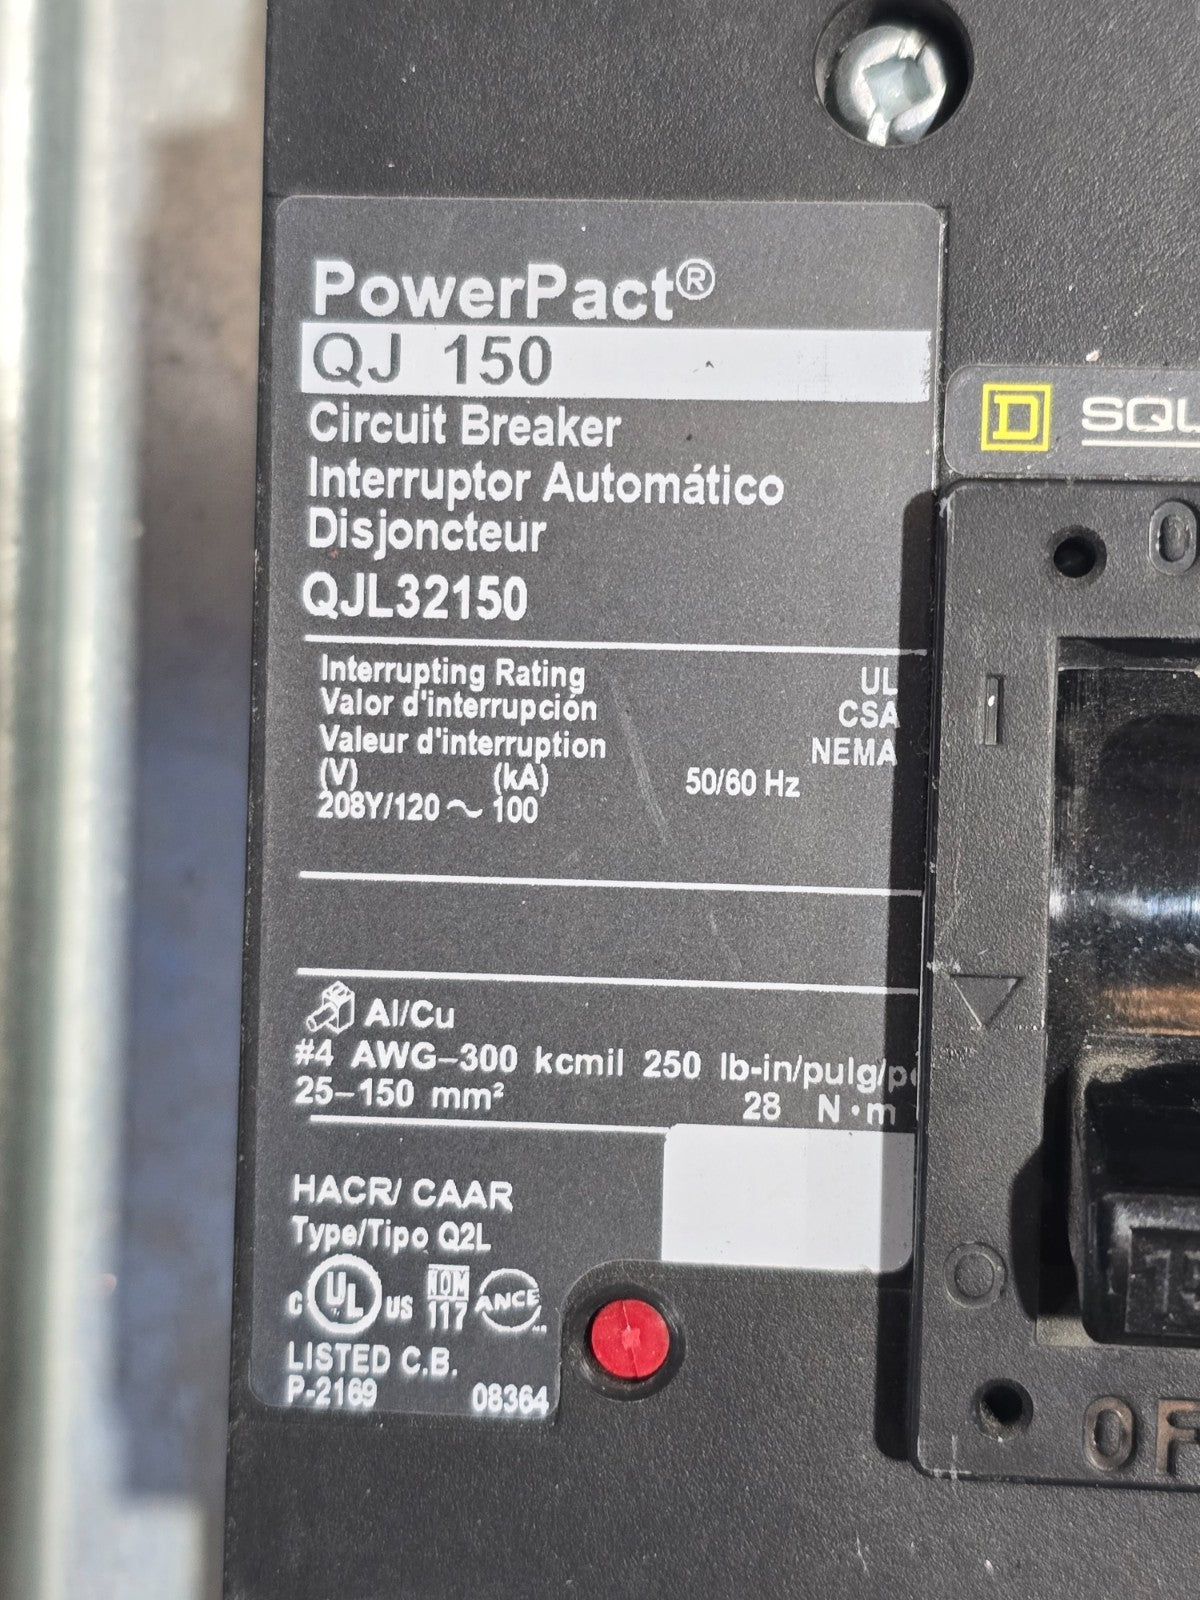 PowerPact®
QJ 150
Circuit Breaker
Interruptor Automático
Disjoncteur
QJL32150
Interrupting Rating UL
Valor d'interrupción CSA
Valeur d'interruption NEMA
(V) (kA) 50/60 Hz
208Y/120 ~ 100
Al/Cu
#4 AWG–300 kcmil 250 lb-in/pulg/
25–150 mm² 28 N·m
HACR/ CAAR
Type/Tipo Q2L
C UL US NOM 117 ANCE
LISTED C.B.
P-2169 08364
D SQU
I
O
OF